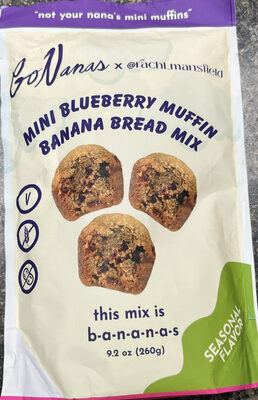 "not your nana's mini muffins"
GoNanas x @rachLmansfield
MINI BLUEBERRY MUFFIN
BANANA BREAD MIX
V
this mix is
b-a-n-a-n-a-s
9.2 oz (260g)
SEASONAL
FLAVOR